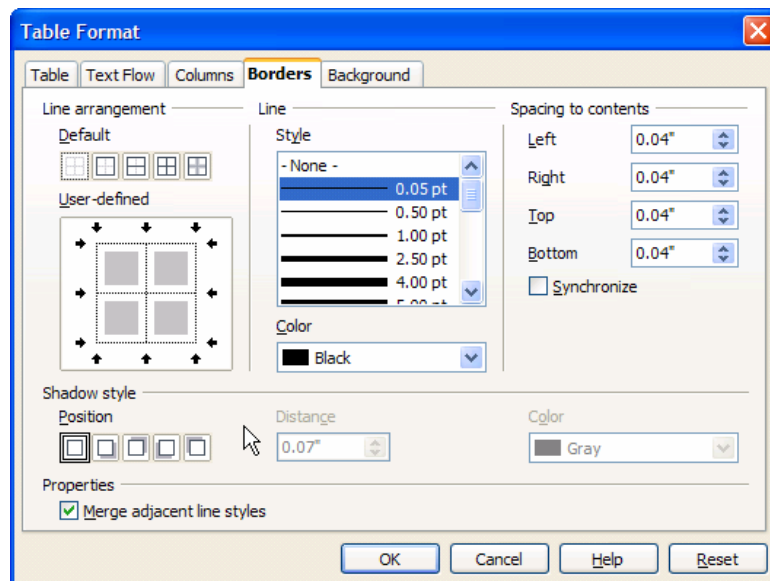 Table Format
Table Text Flow Columns Borders Background
Line arrangement
Default
User-defined
Line
Style
- None -
0.05 pt
0.50 pt
1.00 pt
2.50 pt
4.00 pt
Color
Black
Spacing to contents
Left 0.04"
Right 0.04"
Top 0.04"
Bottom 0.04"
Synchronize
Shadow style
Position
Distance
0.07"
Color
Gray
Properties
Merge adjacent line styles
OK Cancel Help Reset